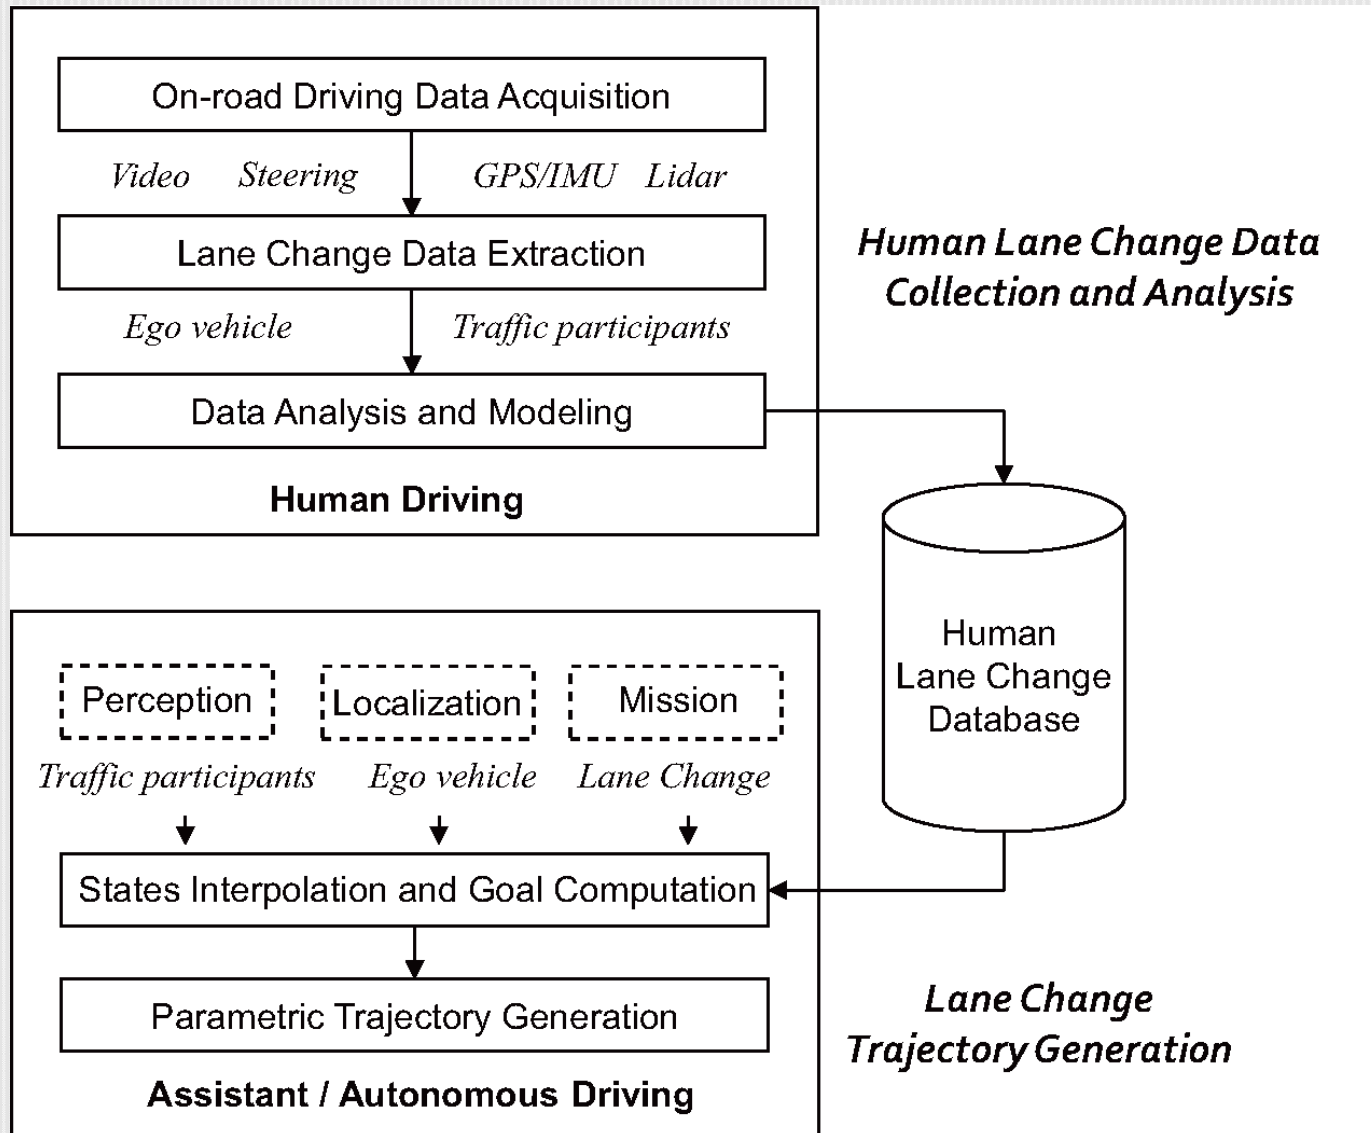 On-road Driving Data Acquisition
Video Steering GPS/IMU Lidar
Lane Change Data Extraction
Ego vehicle Traffic participants
Data Analysis and Modeling
Human Driving
Human Lane Change Data
Collection and Analysis
Human
Lane Change
Database
Perception Localization Mission
Traffic participants Ego vehicle Lane Change
States Interpolation and Goal Computation
Parametric Trajectory Generation
Assistant / Autonomous Driving
Lane Change
Trajectory Generation